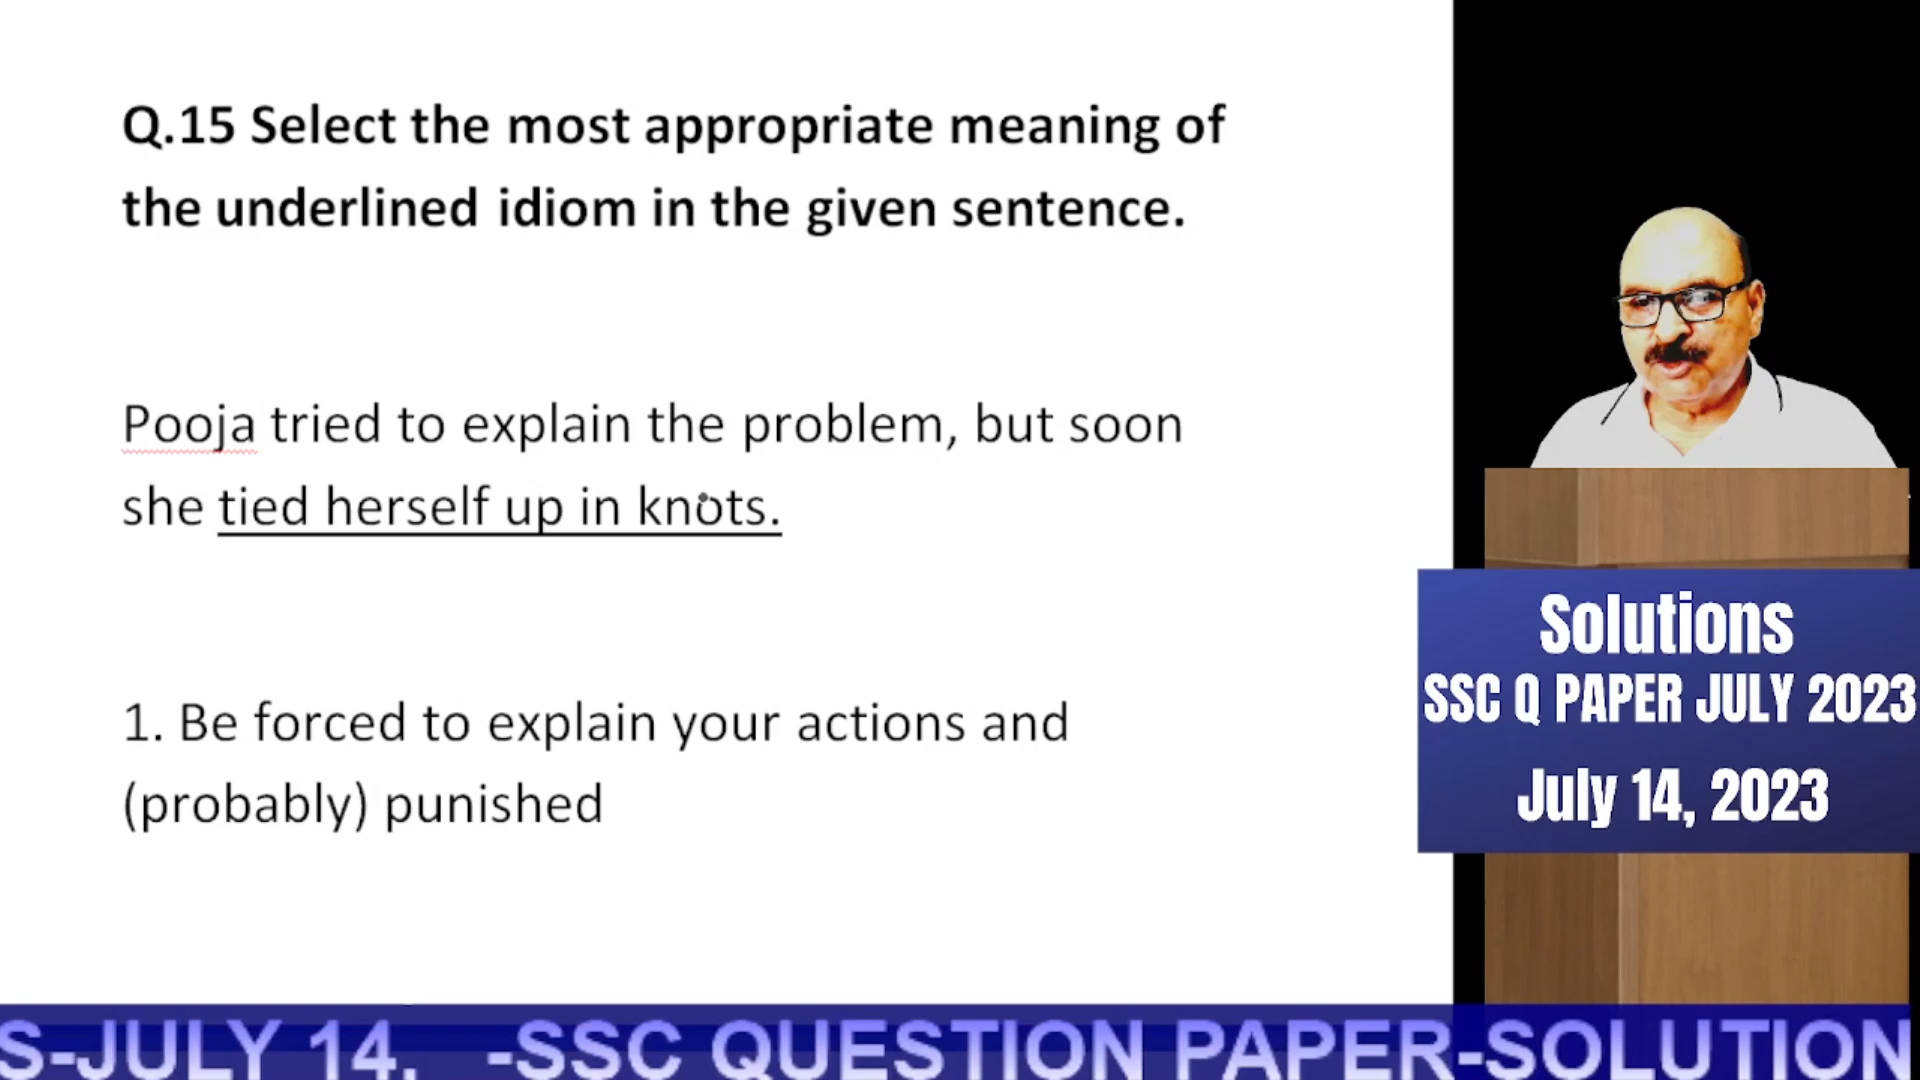 Q.15 Select the most appropriate meaning of
the underlined idiom in the given sentence.
Pooja tried to explain the problem, but soon
she tied herself up in knots.
1. Be forced to explain your actions and
(probably) punished
Solutions
SSC Q PAPER JULY 2023
July 14, 2023
S-JULY 14. -SSC QUESTION PAPER-SOLUTION